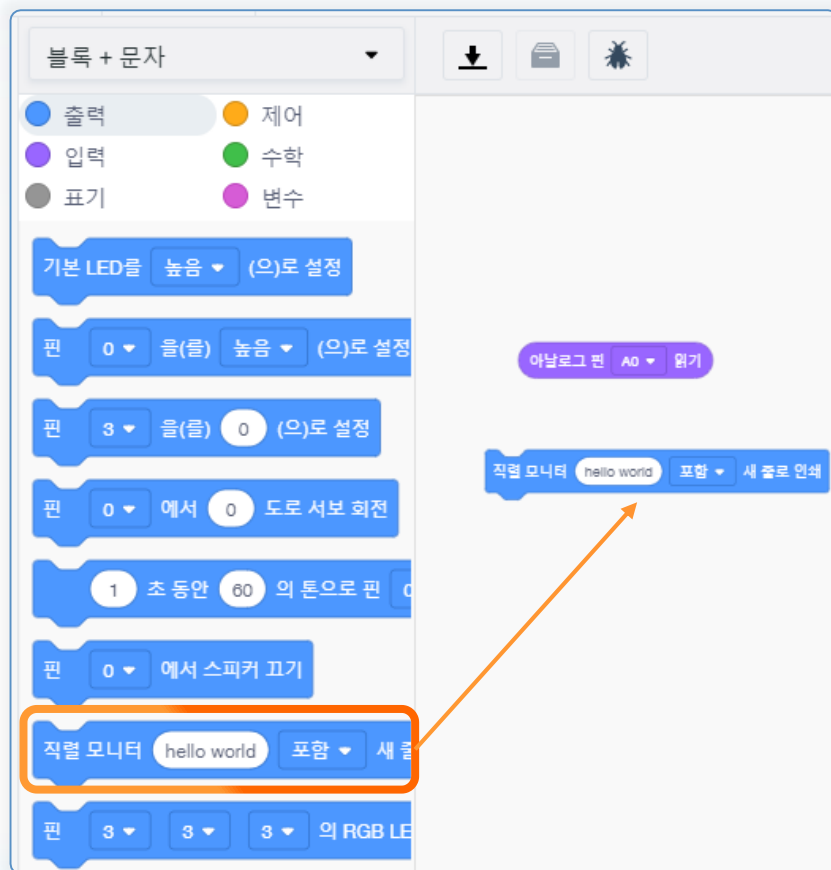 블록 + 문자
출력 제어
입력 수학
표기 변수
기본 LED를 높음 (으)로 설정
핀 0 을(를) 높음 (으)로 설정
아날로그 핀 A0 읽기
핀 3 을(를) 0 (으)로 설정
직렬 모니터 hello world 포함 새 줄로 인쇄
핀 0 에서 0 도로 서보 회전
1 초 동안 60 의 톤으로 핀
핀 0 에서 스피커 끄기
직렬 모니터 hello world 포함 새
핀 3 3 3 의 RGB LE